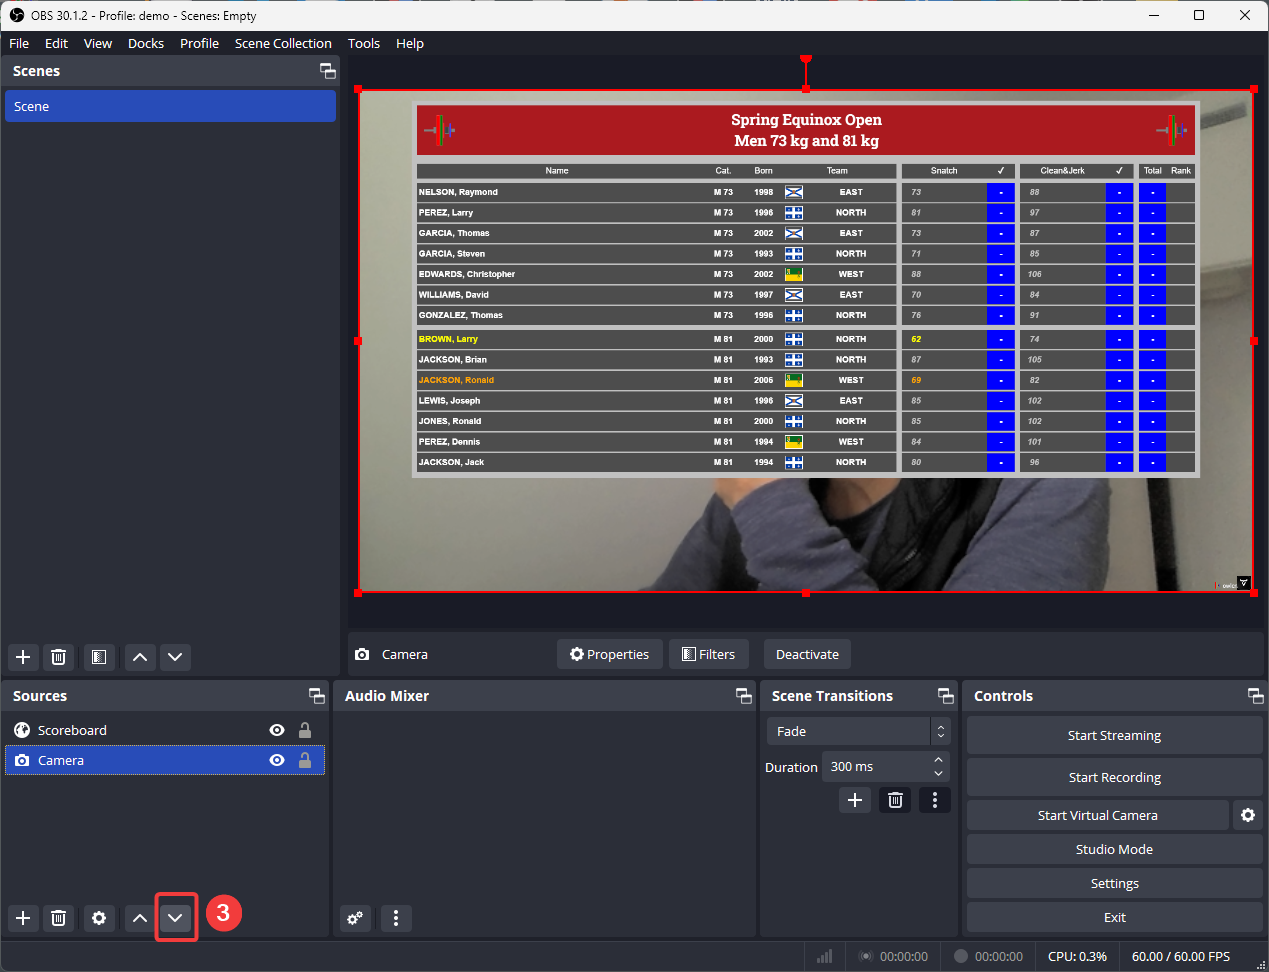 OBS 30.1.2 - Profile: demo - Scenes: Empty
File Edit View Docks Profile Scene Collection Tools Help
Scenes
Scene
Spring Equinox Open
Men 73 kg and 81 kg
Name Cat. Born Team Snatch ✓ Clean&Jerk ✓ Total Rank
NELSON, Raymond M 73 1998 EAST 73 - 88 - -
PEREZ, Larry M 73 1996 NORTH 81 - 97 - -
GARCIA, Thomas M 73 2002 EAST 73 - 87 - -
GARCIA, Steven M 73 1993 NORTH 71 - 85 - -
EDWARDS, Christopher M 73 2002 WEST 88 - 106 - -
WILLIAMS, David M 73 1997 EAST 70 - 84 - -
GONZALEZ, Thomas M 73 1996 NORTH 76 - 91 - -
BROWN, Larry M 81 2000 NORTH 62 - 74 - -
JACKSON, Brian M 81 1993 NORTH 87 - 105 - -
JACKSON, Ronald M 81 2006 WEST 69 - 82 - -
LEWIS, Joseph M 81 1996 EAST 85 - 102 - -
JONES, Ronald M 81 2000 NORTH 85 - 102 - -
PEREZ, Dennis M 81 1994 WEST 84 - 101 - -
JACKSON, Jack M 81 1994 NORTH 80 - 96 - -
Camera Properties Filters Deactivate
Sources
Scoreboard
Camera
3
Audio Mixer
Scene Transitions
Fade
Duration 300 ms
Controls
Start Streaming
Start Recording
Start Virtual Camera
Studio Mode
Settings
Exit
00:00:00 00:00:00 CPU: 0.3% 60.00 / 60.00 FPS